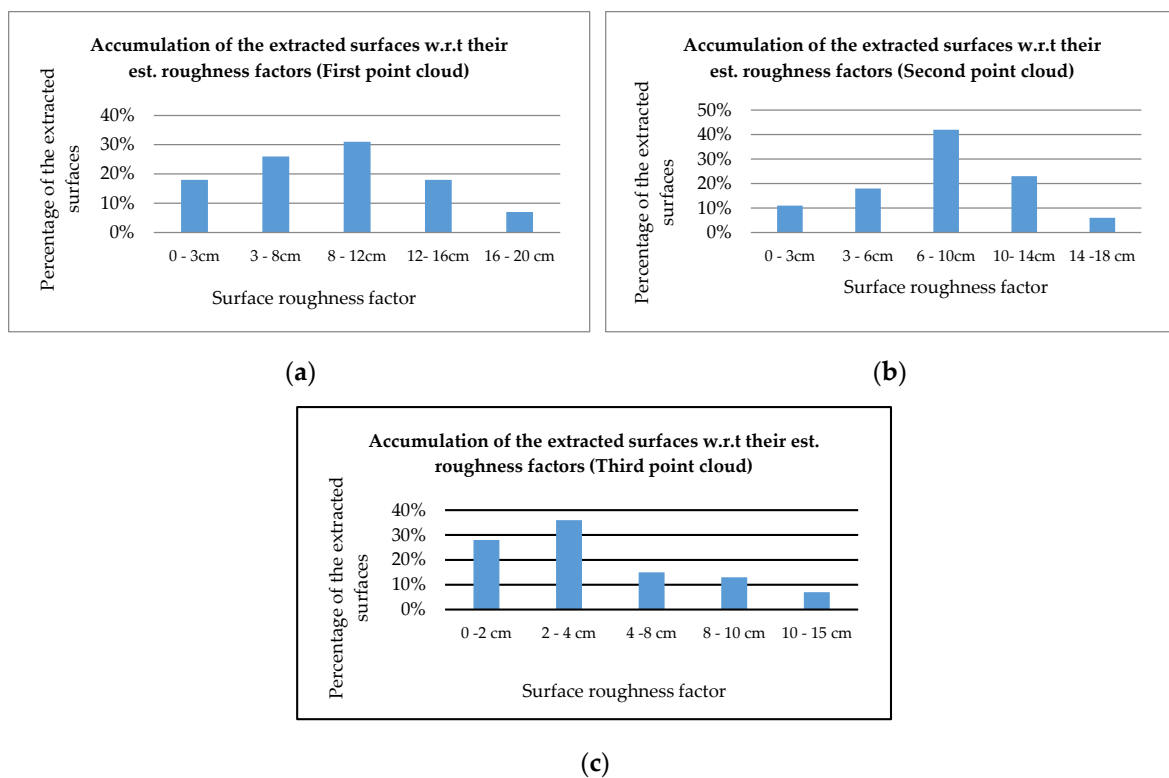 Accumulation of the extracted surfaces w.r.t their
est. roughness factors (First point cloud)
Percentage of the extracted
surfaces
40%
30%
20%
10%
0%
0 - 3cm 3 - 8cm 8 - 12cm 12- 16cm 16 - 20 cm
Surface roughness factor
(a)
Accumulation of the extracted surfaces w.r.t their
est. roughness factors (Second point cloud)
Percentage of the extracted
surfaces
50%
40%
30%
20%
10%
0%
0 - 3cm 3 - 6cm 6 - 10cm 10- 14cm 14 -18 cm
Surface roughness factor
(b)
Accumulation of the extracted surfaces w.r.t their est.
roughness factors (Third point cloud)
Percentage of the extracted
surfaces
40%
30%
20%
10%
0%
0 -2 cm 2 - 4 cm 4 -8 cm 8 - 10 cm 10 - 15 cm
Surface roughness factor
(c)